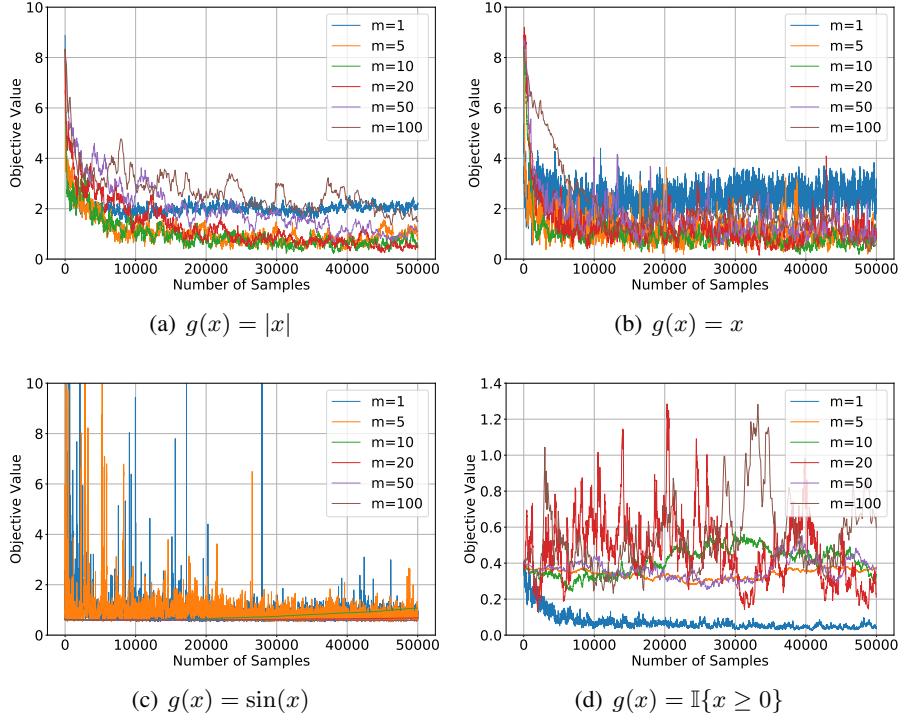 10
8
6
4
2
0
Objective Value
m=1
m=5
m=10
m=20
m=50
m=100
0 10000 20000 30000 40000 50000
Number of Samples
(a) g(x) = |x|
10
8
6
4
2
0
Objective Value
m=1
m=5
m=10
m=20
m=50
m=100
0 10000 20000 30000 40000 50000
Number of Samples
(b) g(x) = x
10
8
6
4
2
0
Objective Value
m=1
m=5
m=10
m=20
m=50
m=100
0 10000 20000 30000 40000 50000
Number of Samples
(c) g(x) = sin(x)
1.4
1.2
1.0
0.8
0.6
0.4
0.2
0.0
Objective Value
m=1
m=5
m=10
m=20
m=50
m=100
0 10000 20000 30000 40000 50000
Number of Samples
(d) g(x) = 𝕀{x ≥ 0}